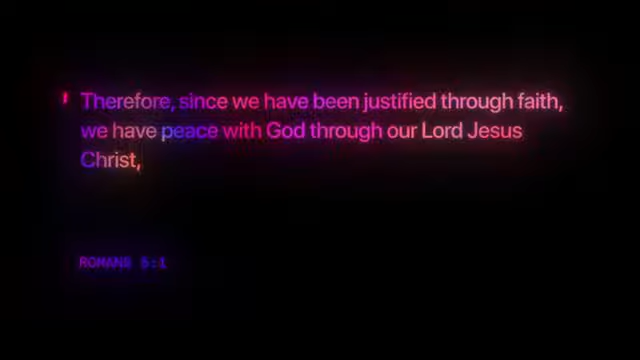 Therefore, since we have been justified through faith,
we have peace with God through our Lord Jesus
Christ,
ROMANS 5:1